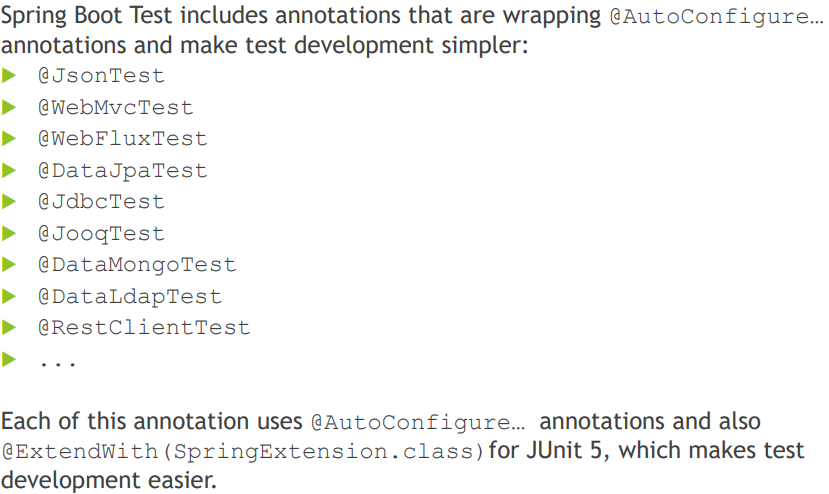 Spring Boot Test includes annotations that are wrapping @AutoConfigure…
annotations and make test development simpler:
@JsonTest
@WebMvcTest
@WebFluxTest
@DataJpaTest
@JdbcTest
@JooqTest
@DataMongoTest
@DataLdapTest
@RestClientTest
...
Each of this annotation uses @AutoConfigure… annotations and also
@ExtendWith(SpringExtension.class)for JUnit 5, which makes test
development easier.